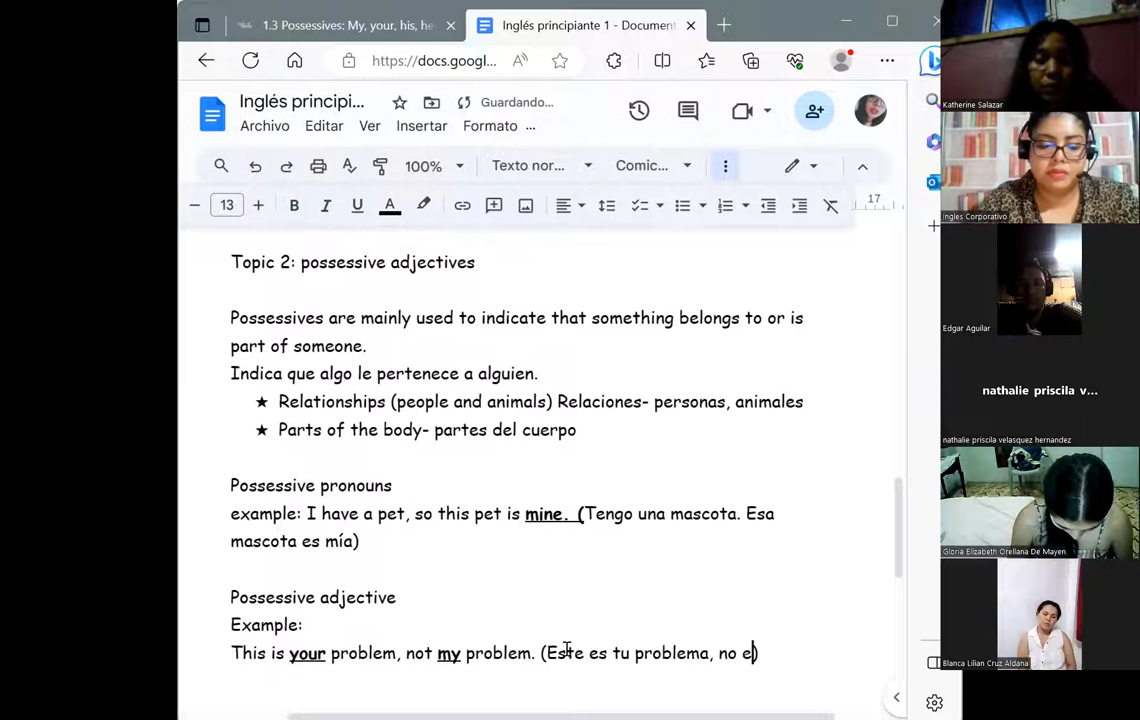 1.3 Possessives: My, your, his, he
Inglés principiante 1 - Document
https://docs.googl...
Inglés principi...
Guardando...
Archivo Editar Ver Insertar Formato ...
100% Texto nor... Comic...
13
17
Topic 2: possessive adjectives
Possessives are mainly used to indicate that something belongs to or is
part of someone.
Indica que algo le pertenece a alguien.
★ Relationships (people and animals) Relaciones- personas, animales
★ Parts of the body- partes del cuerpo
Possessive pronouns
example: I have a pet, so this pet is mine. (Tengo una mascota. Esa
mascota es mía)
Possessive adjective
Example:
This is your problem, not my problem. (Este es tu problema, no e)
Katherine Salazar
Ingles Corporativo
Edgar Aguilar
nathalie priscila v...
nathalie priscila velasquez hernandez
Gloria Elizabeth Orellana De Mayen
Blanca Lilian Cruz Aldana